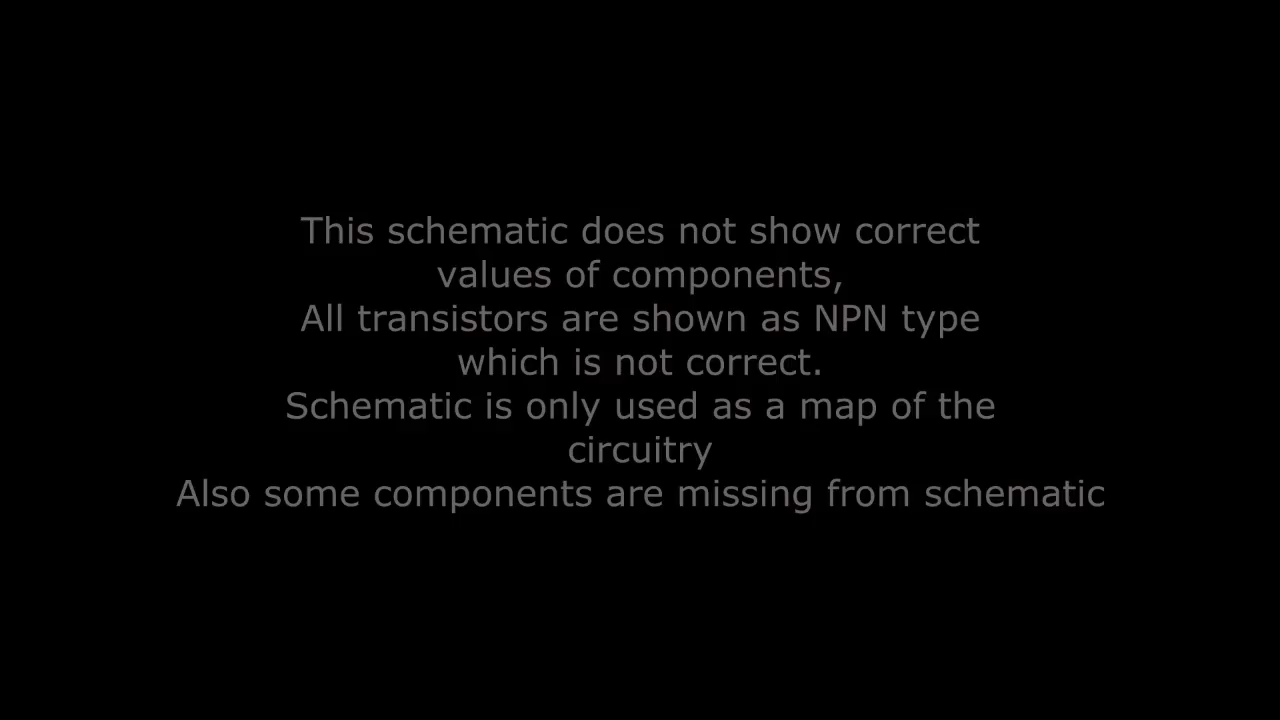 This schematic does not show correct
values of components,
All transistors are shown as NPN type
which is not correct.
Schematic is only used as a map of the
circuitry
Also some components are missing from schematic